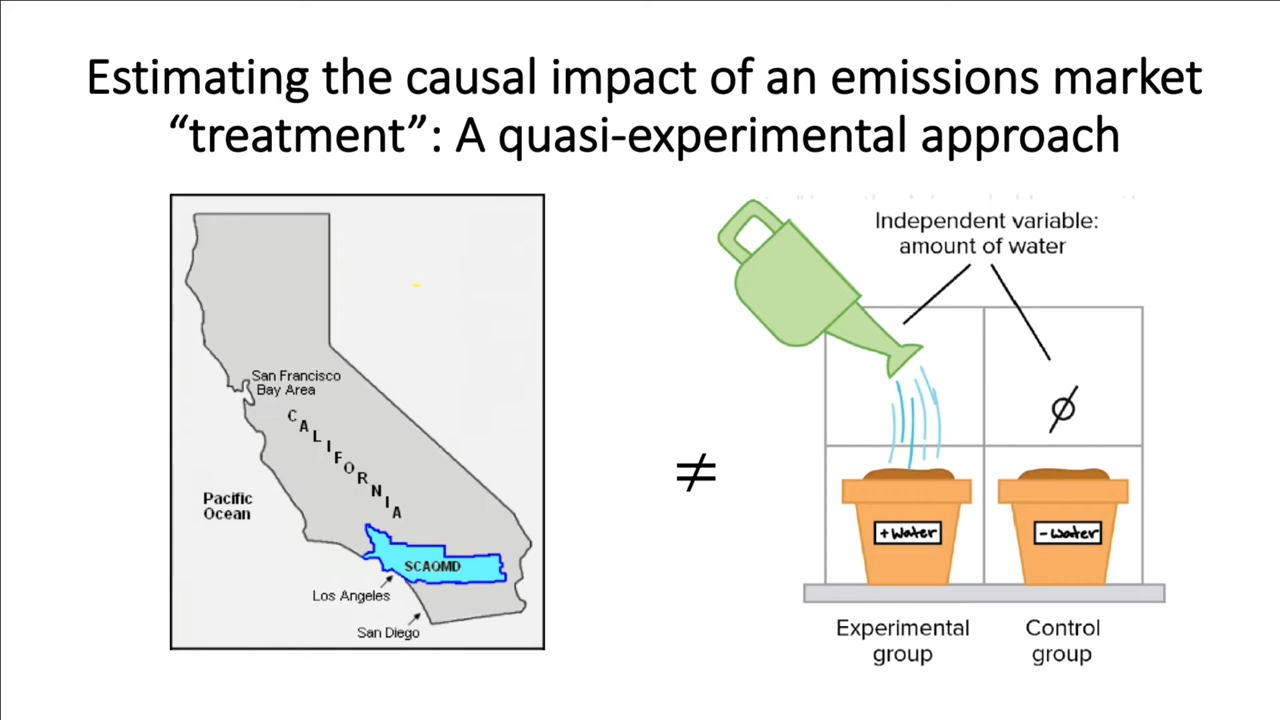 Estimating the causal impact of an emissions market
“treatment”: A quasi-experimental approach
San Francisco
Bay Area
CALIFORNIA
Pacific
Ocean
SCAQMD
Los Angeles
San Diego
≠
Independent variable:
amount of water
Ø
+water
-water
Experimental
group
Control
group